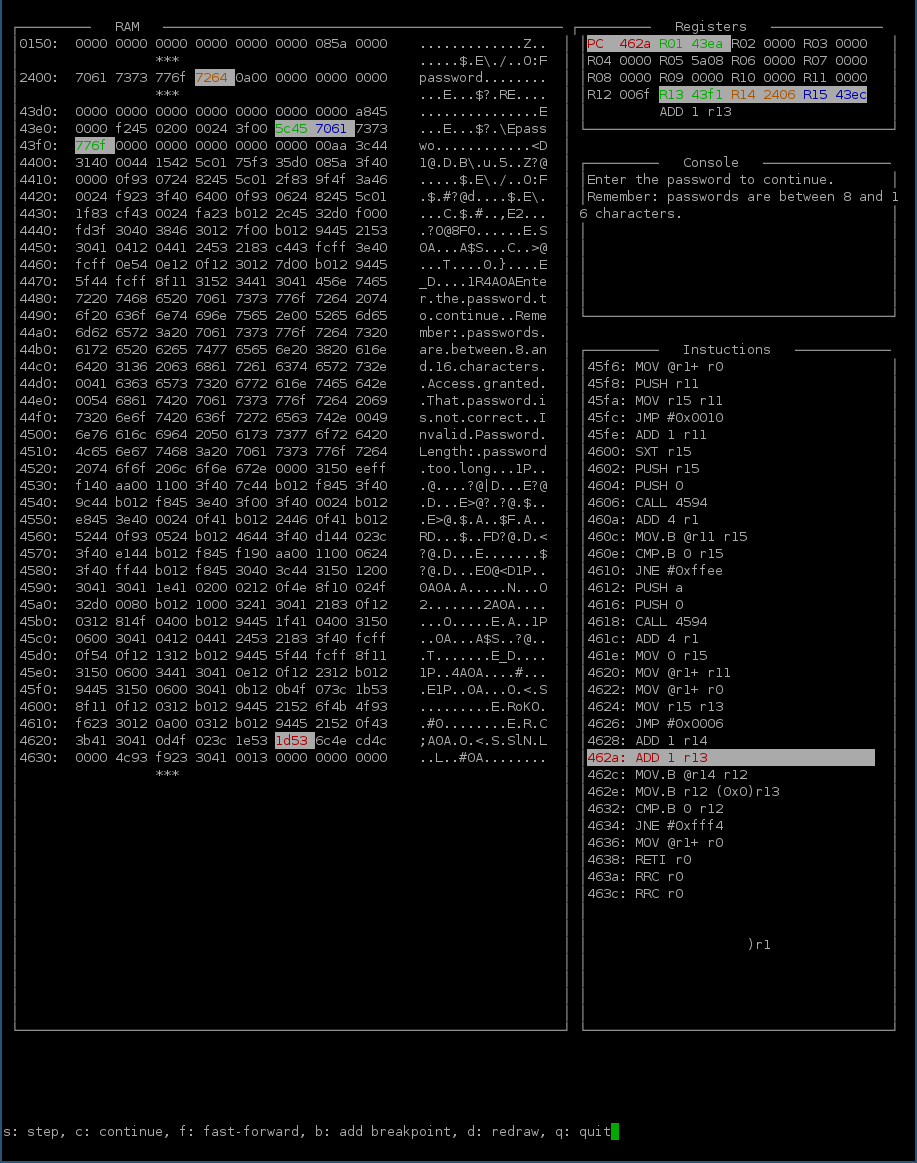 RAM
0150: 0000 0000 0000 0000 0000 0000 085a 0000 ............Z..
*** .....$.E\./..O:F
2400: 7061 7373 776f 7264 0a00 0000 0000 0000 password........
*** ...E...$?.RE....
43d0: 0000 0000 0000 0000 0000 0000 0000 a845 ...............E
43e0: 0000 f245 0200 0024 3f00 5c45 7061 7373 ...E...$?.\Epass
43f0: 776f 0000 0000 0000 0000 0000 00aa 3c44 wo............<D
4400: 3140 0044 1542 5c01 75f3 35d0 085a 3f40 1@.D.B\.u.5..Z?@
4410: 0000 0f93 0724 8245 5c01 2f83 9f4f 3a46 .....$.E\./..O:F
4420: 0024 f923 3f40 6400 0f93 0624 8245 5c01 .$.#?@d....$.E\.
4430: 1f83 cf43 0024 fa23 b012 2c45 32d0 f000 ...C.$.#..,E2...
4440: fd3f 3040 3846 3012 7f00 b012 9445 2153 .?0@8F0......E.S
4450: 3041 0412 0441 2453 2183 c443 fcff 3e40 0A...A$S...C..>@
4460: fcff 0e54 0e12 0f12 3012 7d00 b012 9445 ...T....0.}....E
4470: 5f44 fcff 8f11 3152 3441 3041 456e 7465 _D....1R4A0AEnte
4480: 7220 7468 6520 7061 7373 776f 7264 2074 r.the.password.t
4490: 6f20 636f 6e74 696e 7565 2e00 5265 6d65 o.continue..Reme
44a0: 6d62 6572 3a20 7061 7373 776f 7264 7320 mber:.passwords.
44b0: 6172 6520 6265 7477 6565 6e20 3820 616e are.between.8.an
44c0: 6420 3136 2063 6861 7261 6374 6572 732e d.16.characters.
44d0: 0041 6363 6573 7320 6772 616e 7465 642e .Access.granted.
44e0: 0054 6861 7420 7061 7373 776f 7264 2069 .That.password.i
44f0: 7320 6e6f 7420 636f 7272 6563 742e 0049 s.not.correct..I
4500: 6e76 616c 6964 2050 6173 7377 6f72 6420 nvalid.Password.
4510: 4c65 6e67 7468 3a20 7061 7373 776f 7264 Length:.password
4520: 2074 6f6f 206c 6f6e 672e 0000 3150 eeff .too.long...1P..
4530: f140 aa00 1100 3f40 7c44 b012 f845 3f40 .@....?@|D...E?@
4540: 9c44 b012 f845 3e40 3f00 3f40 0024 b012 .D...E>@?.?@.$..
4550: e845 3e40 0024 0f41 b012 2446 0f41 b012 .E>@.$.A..$F.A..
4560: 5244 0f93 0524 b012 4644 3f40 d144 023c RD...$..FD?@.D.<
4570: 3f40 e144 b012 f845 f190 aa00 1100 0624 ?@.D...E.......$
4580: 3f40 ff44 b012 f845 3040 3c44 3150 1200 ?@.D...E0@<D1P..
4590: 3041 3041 1e41 0200 0212 0f4e 8f10 024f 0A0A.A.....N...O
45a0: 32d0 0080 b012 1000 3241 3041 2183 0f12 2.......2A0A....
45b0: 0312 814f 0400 b012 9445 1f41 0400 3150 ...O.....E.A..1P
45c0: 0600 3041 0412 0441 2453 2183 3f40 fcff ..0A...A$S..?@..
45d0: 0f54 0f12 1312 b012 9445 5f44 fcff 8f11 .T.......E_D....
45e0: 3150 0600 3441 3041 0e12 0f12 2312 b012 1P..4A0A....#...
45f0: 9445 3150 0600 3041 0b12 0b4f 073c 1b53 .E1P..0A...O.<.S
4600: 8f11 0f12 0312 b012 9445 2152 6f4b 4f93 .........E.RoKO.
4610: f623 3012 0a00 0312 b012 9445 2152 0f43 .#0........E.R.C
4620: 3b41 3041 0d4f 023c 1e53 1d53 6c4e cd4c ;A0A.O.<.S.SlN.L
4630: 0000 4c93 f923 3041 0013 0000 0000 0000 ..L..#0A........
***
Registers
PC 462a R01 43ea R02 0000 R03 0000
R04 0000 R05 5a08 R06 0000 R07 0000
R08 0000 R09 0000 R10 0000 R11 0000
R12 006f R13 43f1 R14 2406 R15 43ec
ADD 1 r13
Console
Enter the password to continue.
Remember: passwords are between 8 and 1
6 characters.
Instuctions
45f6: MOV @r1+ r0
45f8: PUSH r11
45fa: MOV r15 r11
45fc: JMP #0x0010
45fe: ADD 1 r11
4600: SXT r15
4602: PUSH r15
4604: PUSH 0
4606: CALL 4594
460a: ADD 4 r1
460c: MOV.B @r11 r15
460e: CMP.B 0 r15
4610: JNE #0xffee
4612: PUSH a
4616: PUSH 0
4618: CALL 4594
461c: ADD 4 r1
461e: MOV 0 r15
4620: MOV @r1+ r11
4622: MOV @r1+ r0
4624: MOV r15 r13
4626: JMP #0x0006
4628: ADD 1 r14
462a: ADD 1 r13
462c: MOV.B @r14 r12
462e: MOV.B r12 (0x0)r13
4632: CMP.B 0 r12
4634: JNE #0xfff4
4636: MOV @r1+ r0
4638: RETI r0
463a: RRC r0
463c: RRC r0
)r1
s: step, c: continue, f: fast-forward, b: add breakpoint, d: redraw, q: quit